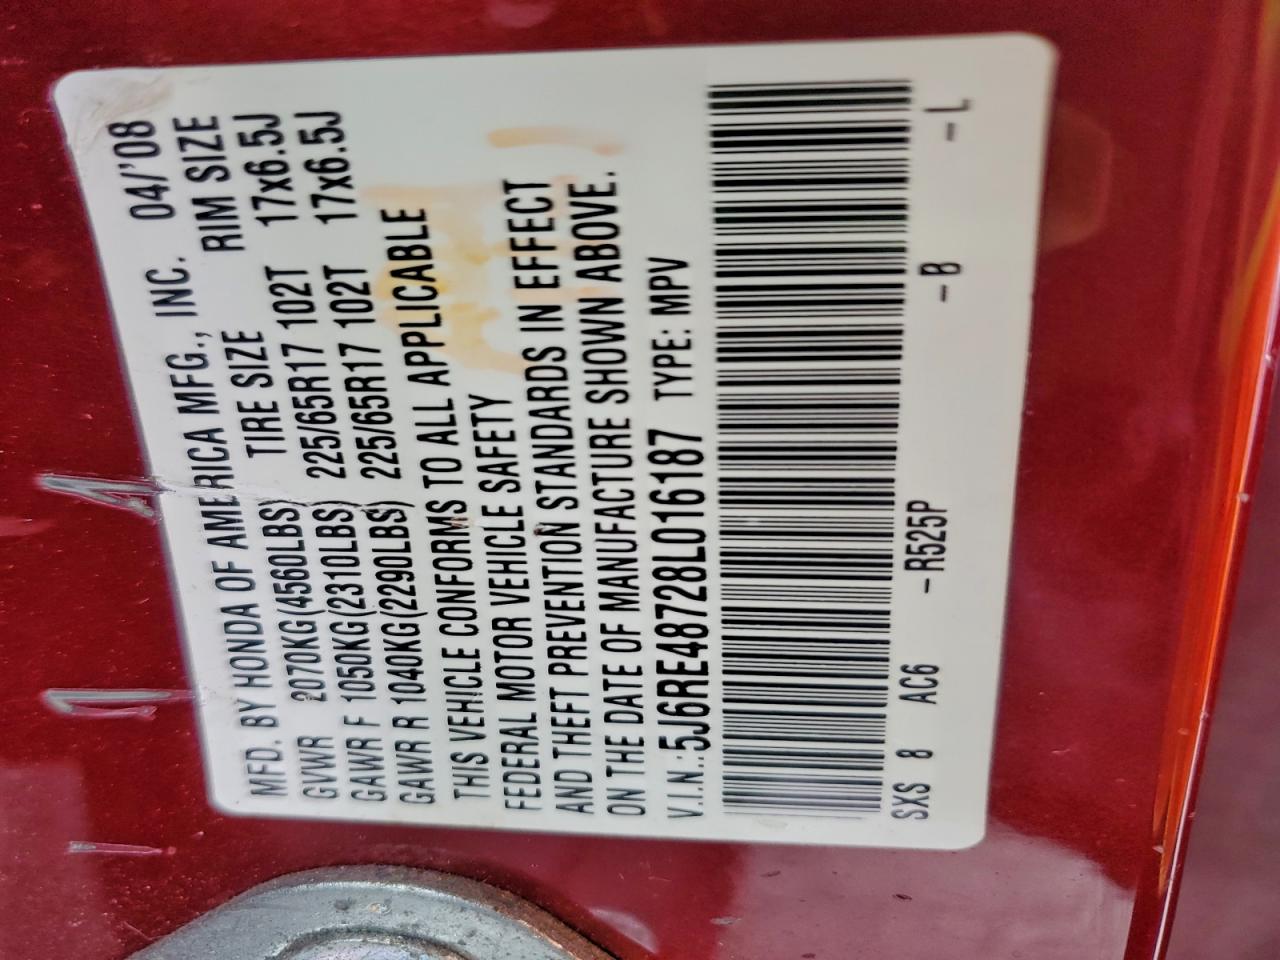 MFD. BY HONDA OF AMERICA MFG., INC. 04/'08
TIRE SIZE RIM SIZE
GVWR 2070KG(4560LBS) 225/65R17 102T 17x6.5J
GAWR F 1050KG(2310LBS) 225/65R17 102T 17x6.5J
GAWR R 1040KG(2290LBS)
THIS VEHICLE CONFORMS TO ALL APPLICABLE
FEDERAL MOTOR VEHICLE SAFETY
AND THEFT PREVENTION STANDARDS IN EFFECT
ON THE DATE OF MANUFACTURE SHOWN ABOVE.
V.I.N.: 5J6RE48728L016187 TYPE: MPV
SXS 8 AC6 -R525P -B -L